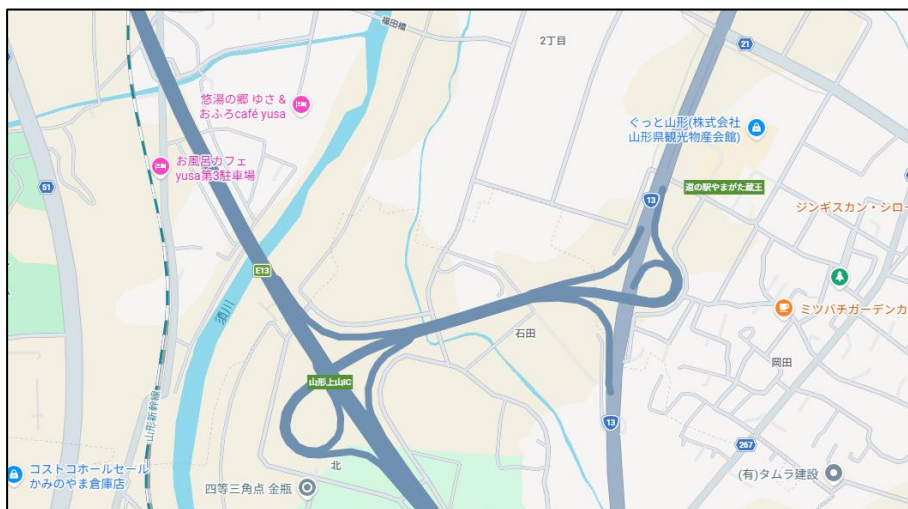 福田橋
2丁目
21
悠湯の郷 ゆさ &
おふろcafé yusa
ぐっと山形(株式会社
山形県観光物産会館)
お風呂カフェ
yusa第3駐車場
51
道の駅やまがた蔵王
13
ジンギスカン・シロー
E13
須川
ミツバチガーデンカ
石田
岡田
山形上山IC
山形新幹線
13
267
北
コストコホールセール
かみのやま倉庫店
四等三角点 金瓶
(有)タムラ建設